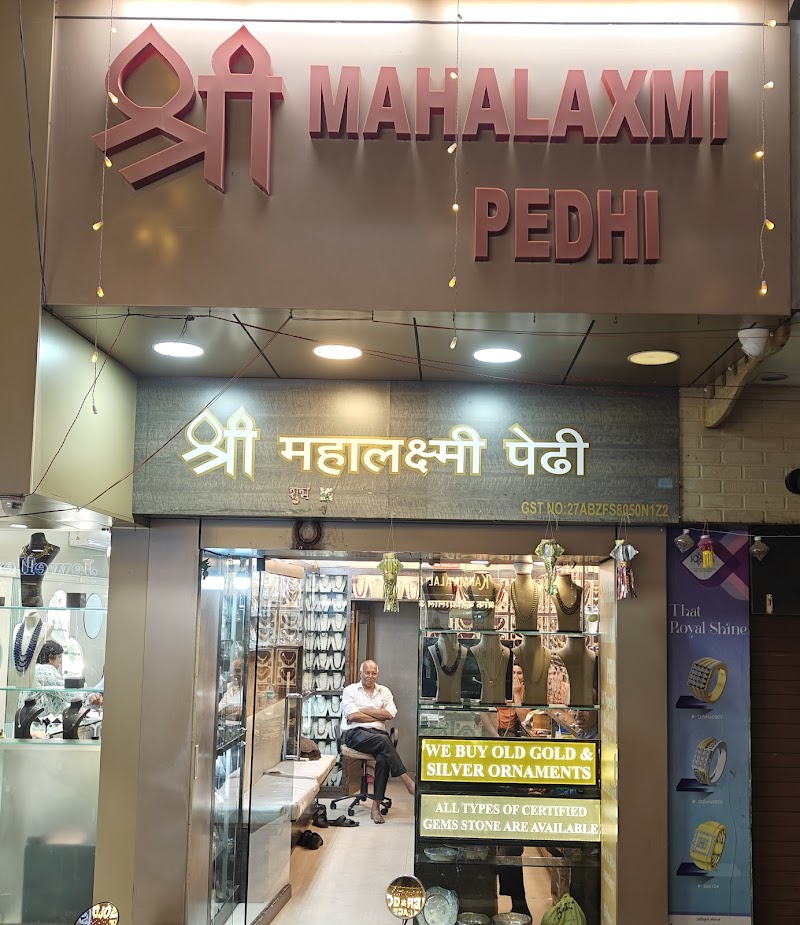 श्री MAHALAXMI
PEDHI
श्री महालक्ष्मी पेढी
शुभ
GST NO:27ABZFS8050N1Z2
That
Royal Shine
WE BUY OLD GOLD &
SILVER ORNAMENTS
ALL TYPES OF CERTIFIED
GEMS STONE ARE AVAILABLE